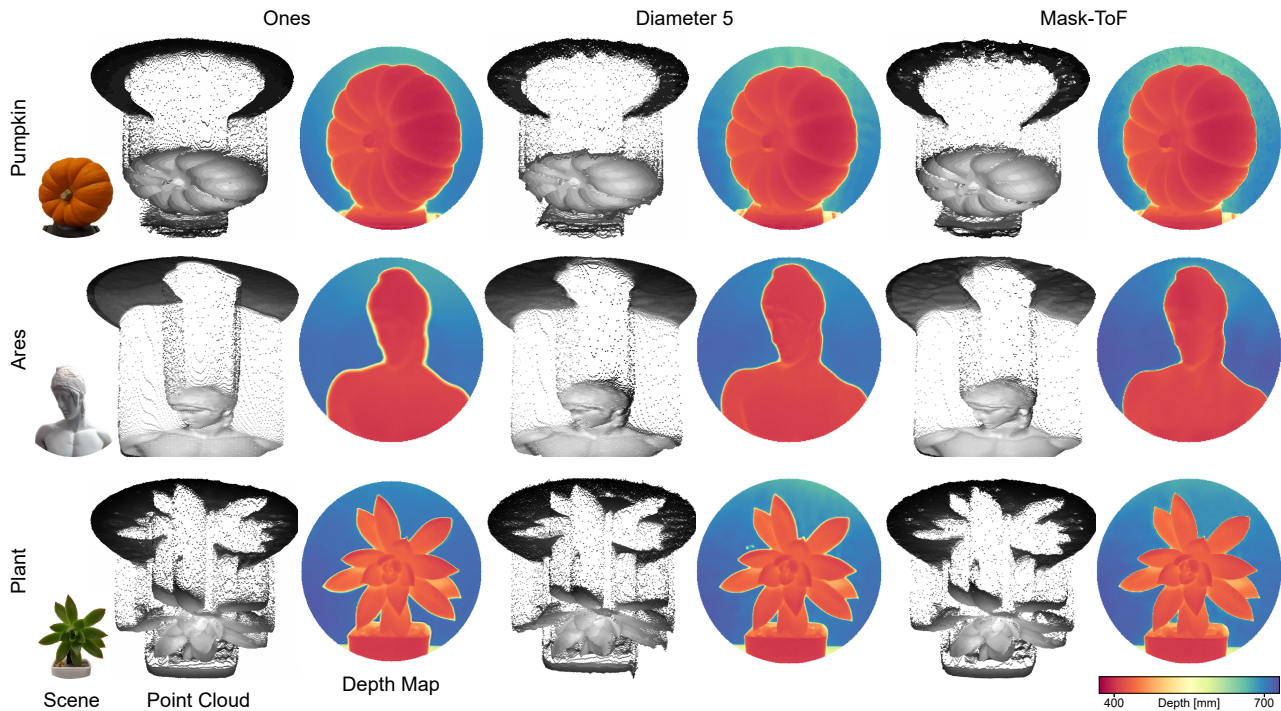 Ones
Diameter 5
Mask-ToF
Pumpkin
Ares
Plant
Scene
Point Cloud
Depth Map
400
Depth [mm]
700